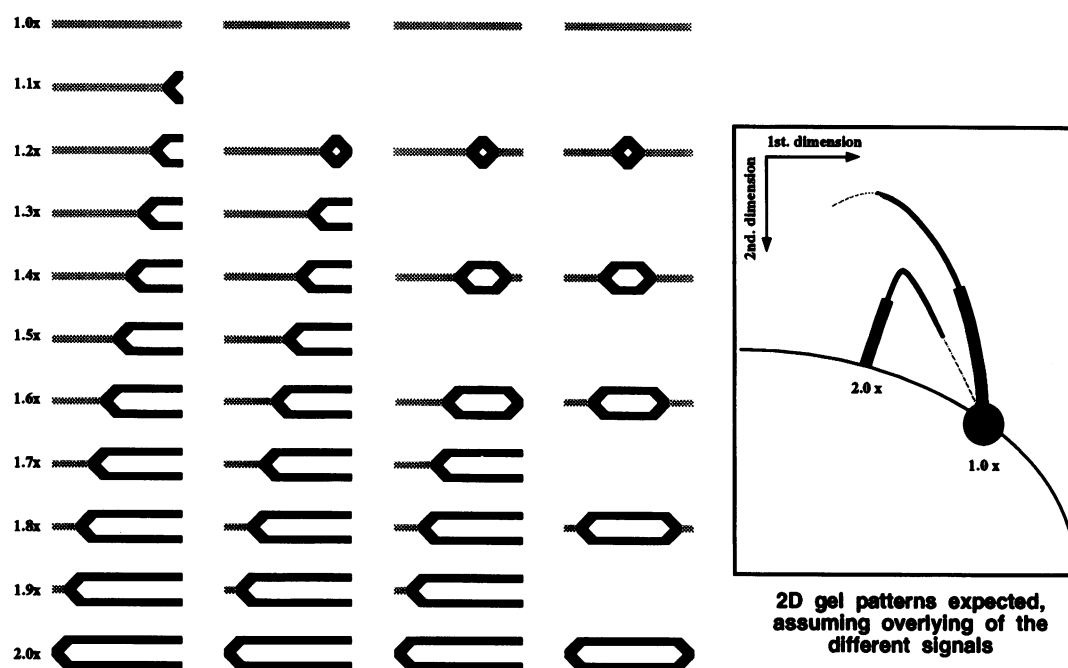 1.0x
1.1x
1.2x
1.3x
1.4x
1.5x
1.6x
1.7x
1.8x
1.9x
2.0x
1st. dimension
2nd. dimension
2.0 x
1.0 x
2D gel patterns expected,
assuming overlying of the
different signals